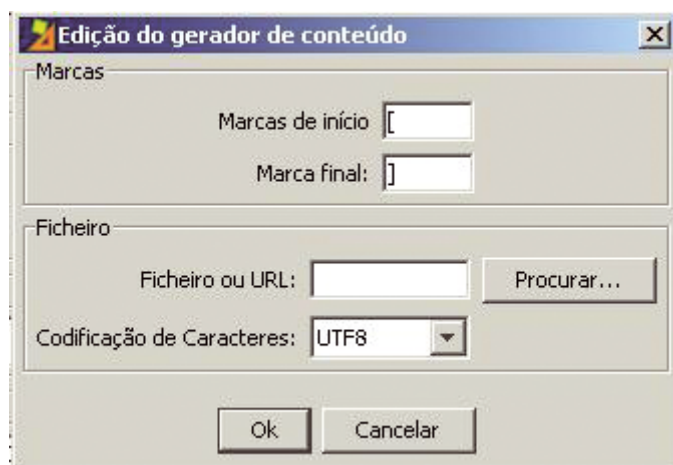 Edição do gerador de conteúdo
Marcas
Marcas de início [
Marca final: ]
Ficheiro
Ficheiro ou URL: Procurar...
Codificação de Caracteres: UTF8
Ok Cancelar